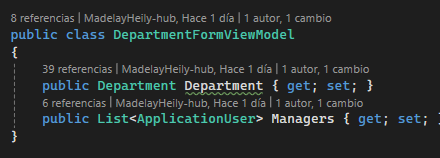 8 referencias | MadelayHeily-hub, Hace 1 día | 1 autor, 1 cambio
public class DepartmentFormViewModel
{
39 referencias | MadelayHeily-hub, Hace 1 día | 1 autor, 1 cambio
public Department Department { get; set; }
6 referencias | MadelayHeily-hub, Hace 1 día | 1 autor, 1 cambio
public List<ApplicationUser> Managers { get; set; }
}